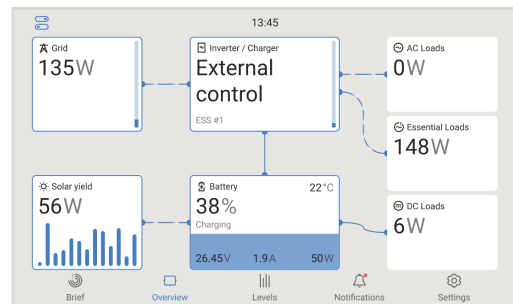 13:45
Grid
135W
Inverter / Charger
External
control
ESS #1
AC Loads
0W
Essential Loads
148W
Solar yield
56W
Battery
22°C
38%
Charging
26.45V
1.9A
50W
DC Loads
6W
Brief
Overview
Levels
Notifications
Settings